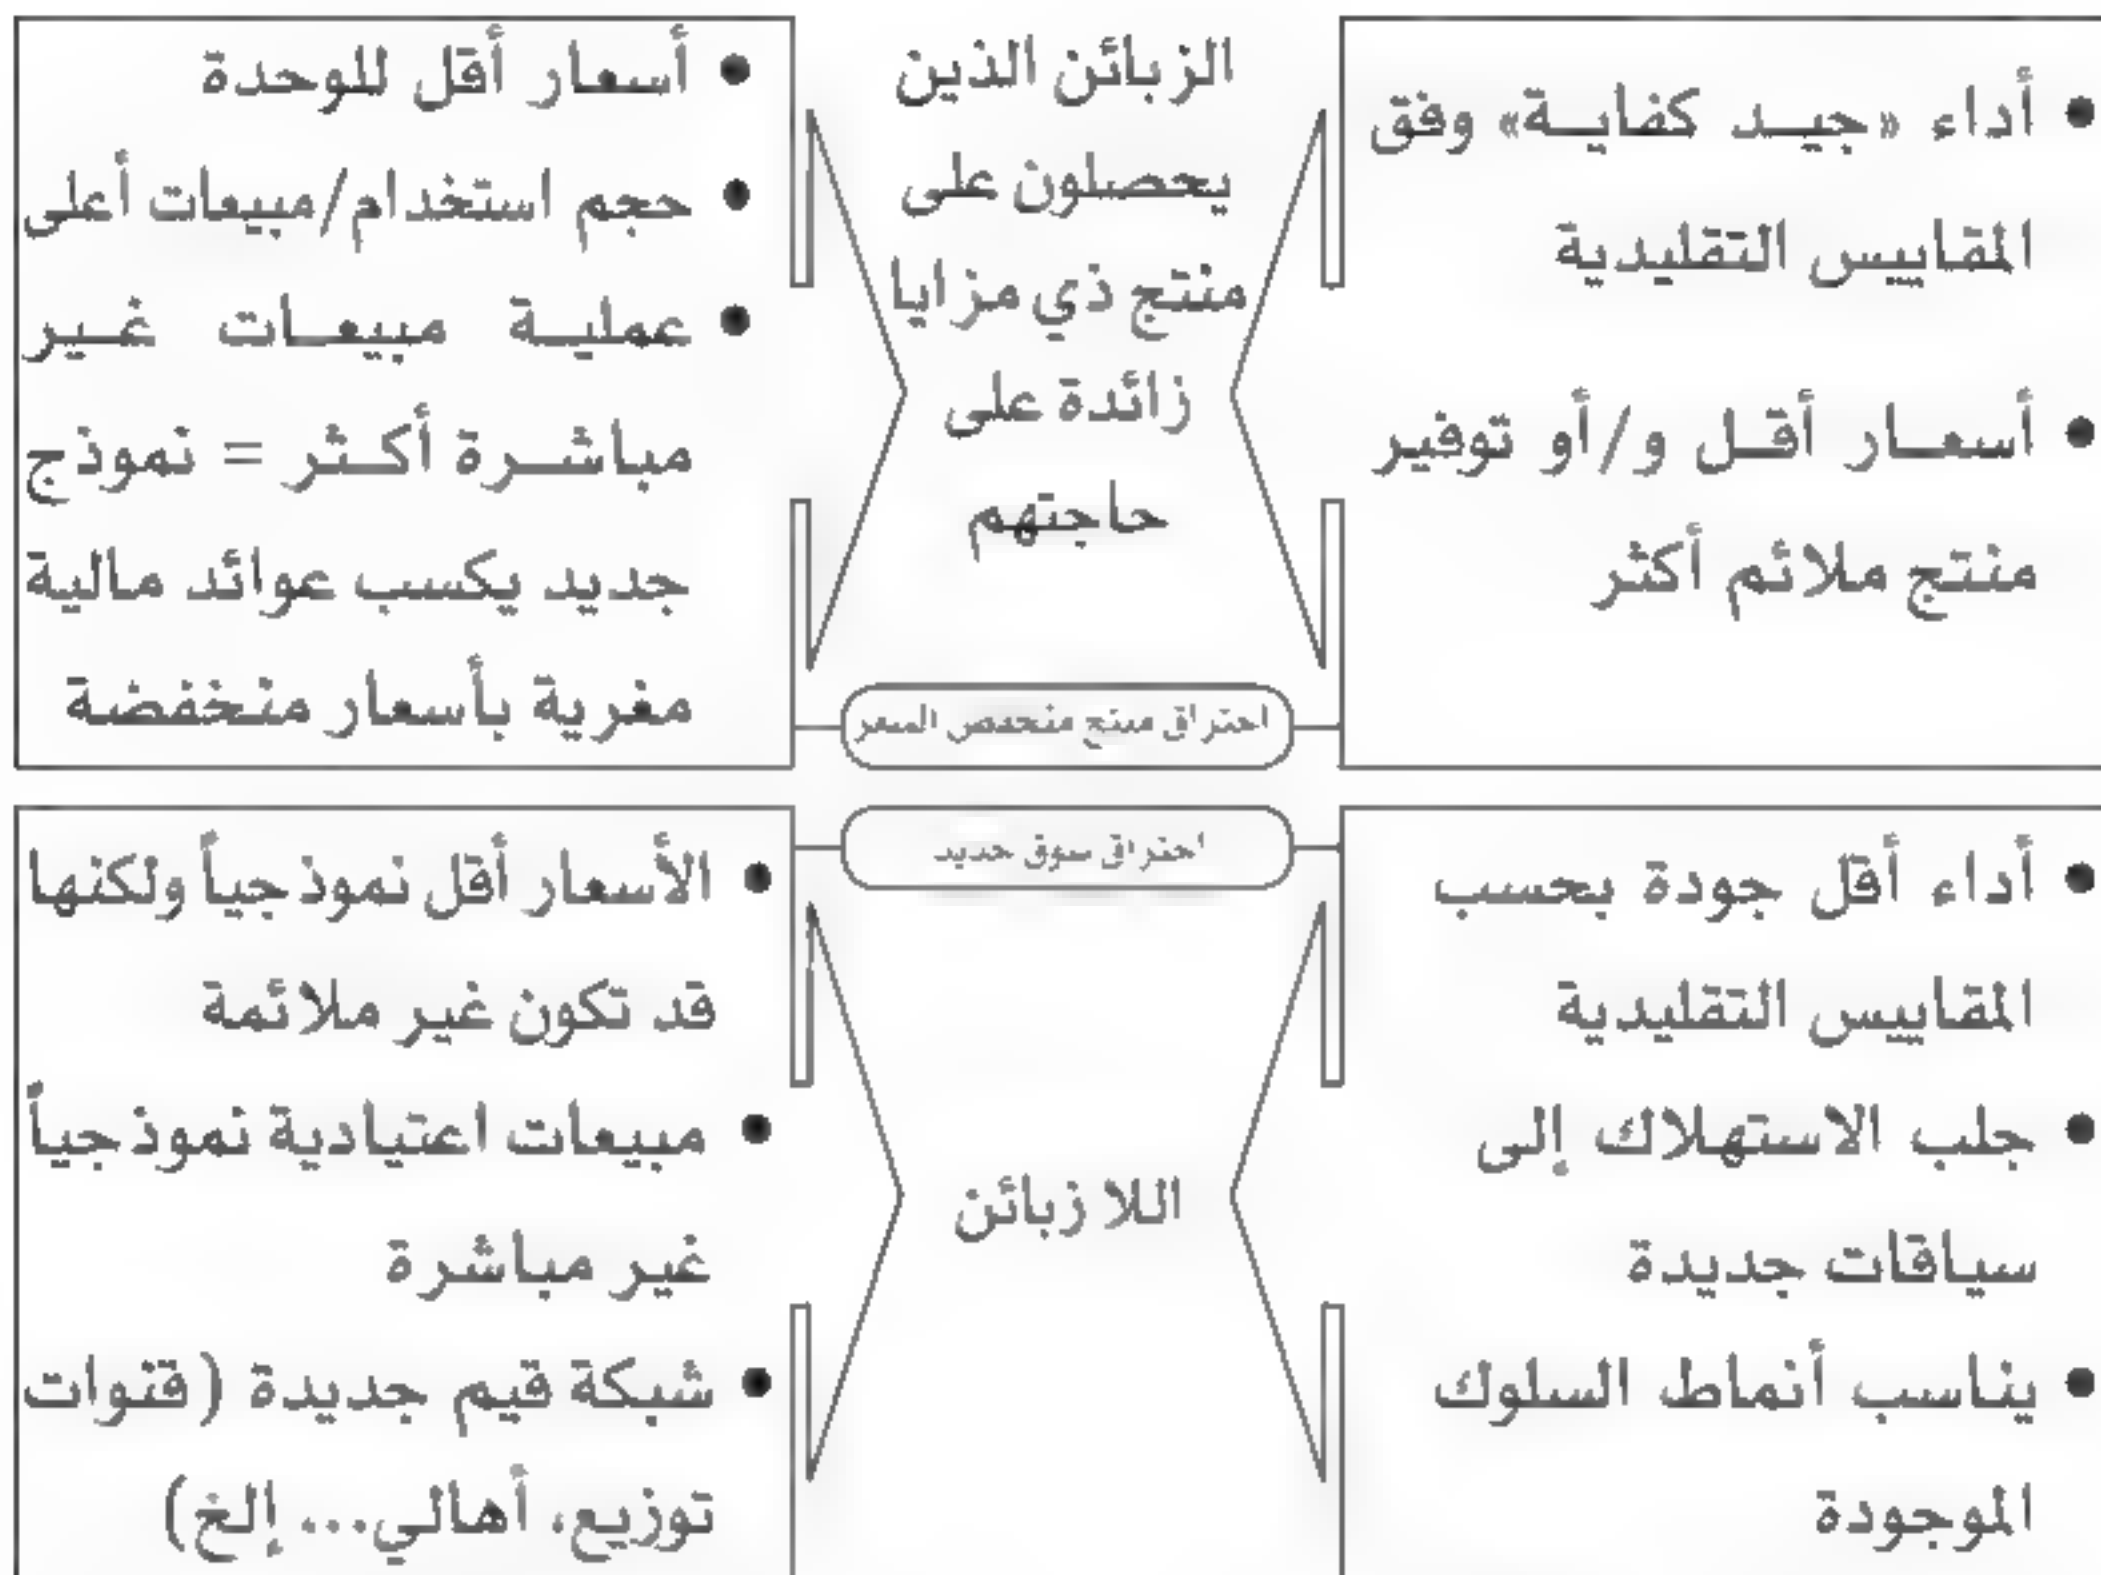 • أداء «جيد كفاية» وفق
المقاييس التقليدية
• أسعار أقل و/أو توفير
منتج ملائم أكثر
الزبائن الذين
يحصلون على
منتج ذي مزايا
زائدة على
حاجتهم
• أسعار أقل للوحدة
• حجم استخدام/مبيعات أعلى
• عملية مبيعات غير
مباشرة أكثر = نموذج
جديد يكسب عوائد مالية
مغرية بأسعار منخفضة
اختراق منتج منخفض السعر
اختراق سوق جديد
• أداء أقل جودة بحسب
المقاييس التقليدية
• جلب الاستهلاك إلى
سياقات جديدة
• يناسب أنماط السلوك
الموجودة
اللا زبائن
• الأسعار أقل نموذجياً ولكنها
قد تكون غير ملائمة
• مبيعات اعتيادية نموذجياً
غير مباشرة
• شبكة قيم جديدة (قنوات
توزيع، أهالي... إلخ)